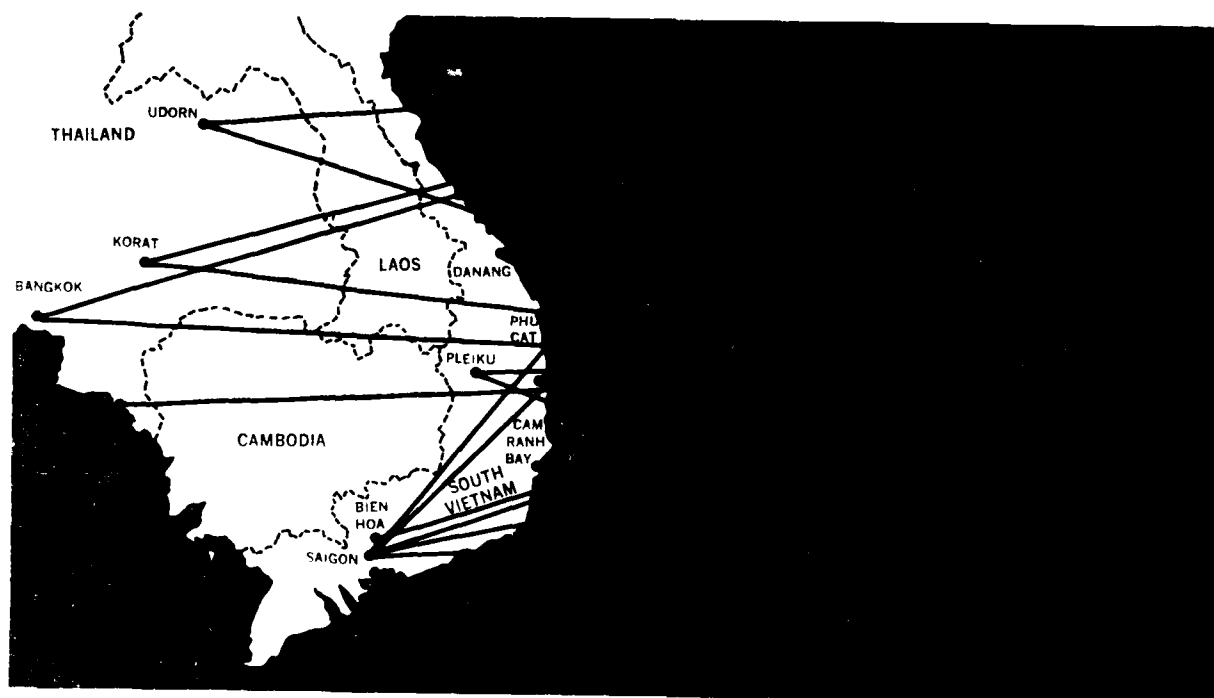 UDORN
THAILAND
KORAT
LAOS
DANANG
BANGKOK
PHU
CAT
PLEIKU
CAM
RANH
BAY
CAMBODIA
SOUTH
VIETNAM
BIEN
HOA
SAIGON